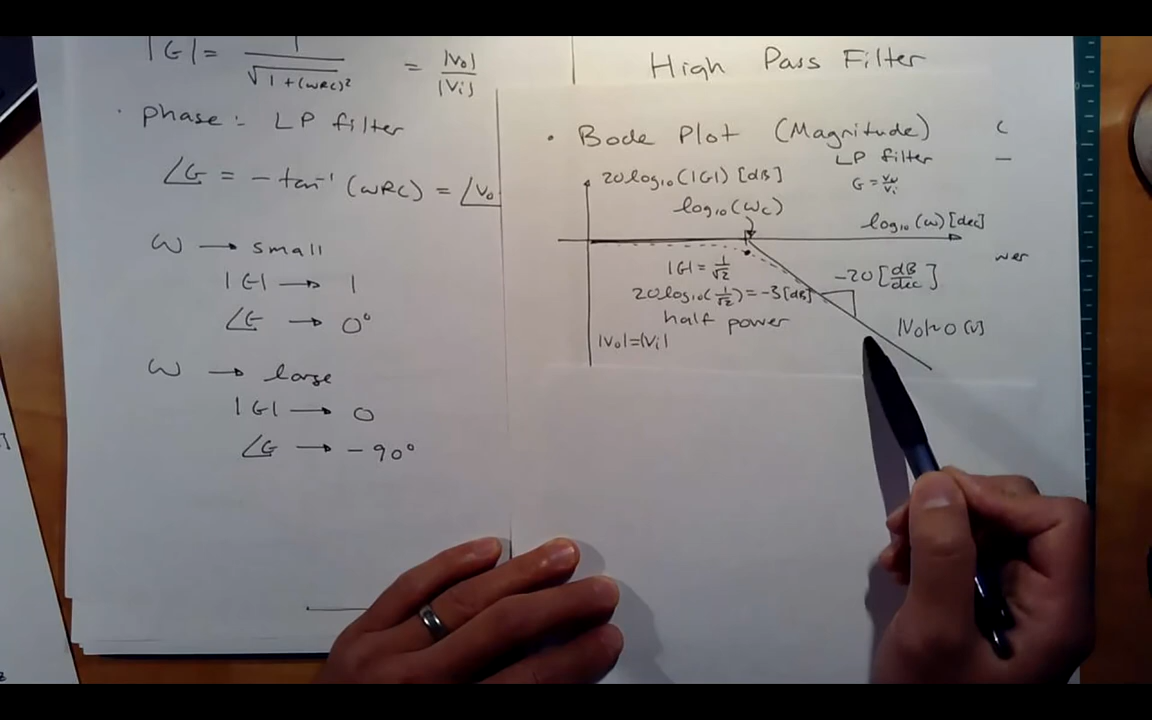 |G| = 1/√(1+(ωRC)²) = |Vo|/|Vi|
· phase: LP filter
∠G = - tan⁻¹ (ωRC) = ∠Vo
ω → small
|G| → 1
∠G → 0°
ω → large
|G| → 0
∠G → -90°
High Pass Filter
· Bode Plot (Magnitude)
LP filter
20log₁₀(|G|) [dB]
log₁₀(ωc)
log₁₀(ω) [dec]
|G| = 1/√2
-20 [dB/dec]
20log₁₀(1/√2) = -3[dB]
half power
|Vo| ~ 0 (V)
|Vo| = |Vi|
wer